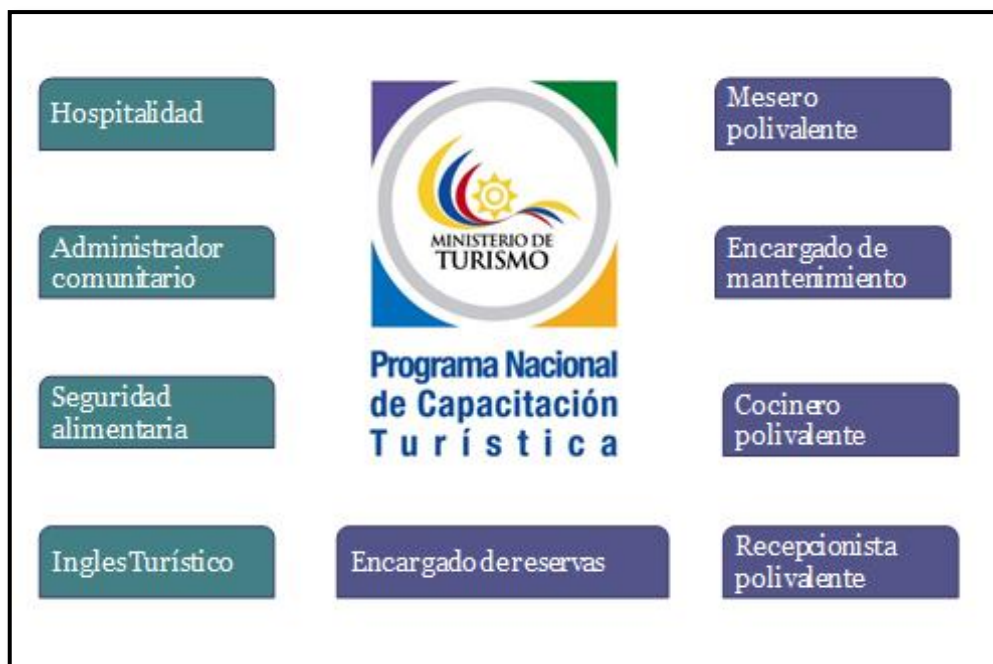 Hospitalidad
Administrador
comunitario
Seguridad
alimentaria
Ingles Turístico
MINISTERIO DE
TURISMO
Programa Nacional
de Capacitación
Turística
Encargado de reservas
Mesero
polivalente
Encargado de
mantenimiento
Cocinero
polivalente
Recepcionista
polivalente